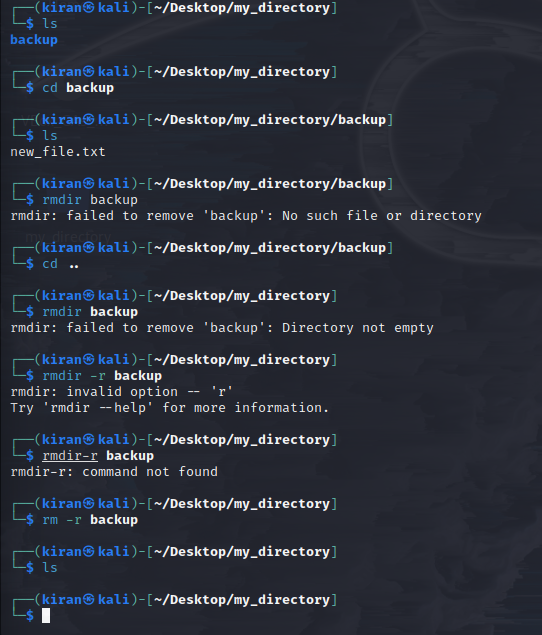 ┌──(kiran㉿kali)-[~/Desktop/my_directory]
└─$ ls
backup
┌──(kiran㉿kali)-[~/Desktop/my_directory]
└─$ cd backup
┌──(kiran㉿kali)-[~/Desktop/my_directory/backup]
└─$ ls
new_file.txt
┌──(kiran㉿kali)-[~/Desktop/my_directory/backup]
└─$ rmdir backup
rmdir: failed to remove 'backup': No such file or directory
┌──(kiran㉿kali)-[~/Desktop/my_directory/backup]
└─$ cd ..
┌──(kiran㉿kali)-[~/Desktop/my_directory]
└─$ rmdir backup
rmdir: failed to remove 'backup': Directory not empty
┌──(kiran㉿kali)-[~/Desktop/my_directory]
└─$ rmdir -r backup
rmdir: invalid option -- 'r'
Try 'rmdir --help' for more information.
┌──(kiran㉿kali)-[~/Desktop/my_directory]
└─$ rmdir-r backup
rmdir-r: command not found
┌──(kiran㉿kali)-[~/Desktop/my_directory]
└─$ rm -r backup
┌──(kiran㉿kali)-[~/Desktop/my_directory]
└─$ ls
┌──(kiran㉿kali)-[~/Desktop/my_directory]
└─$